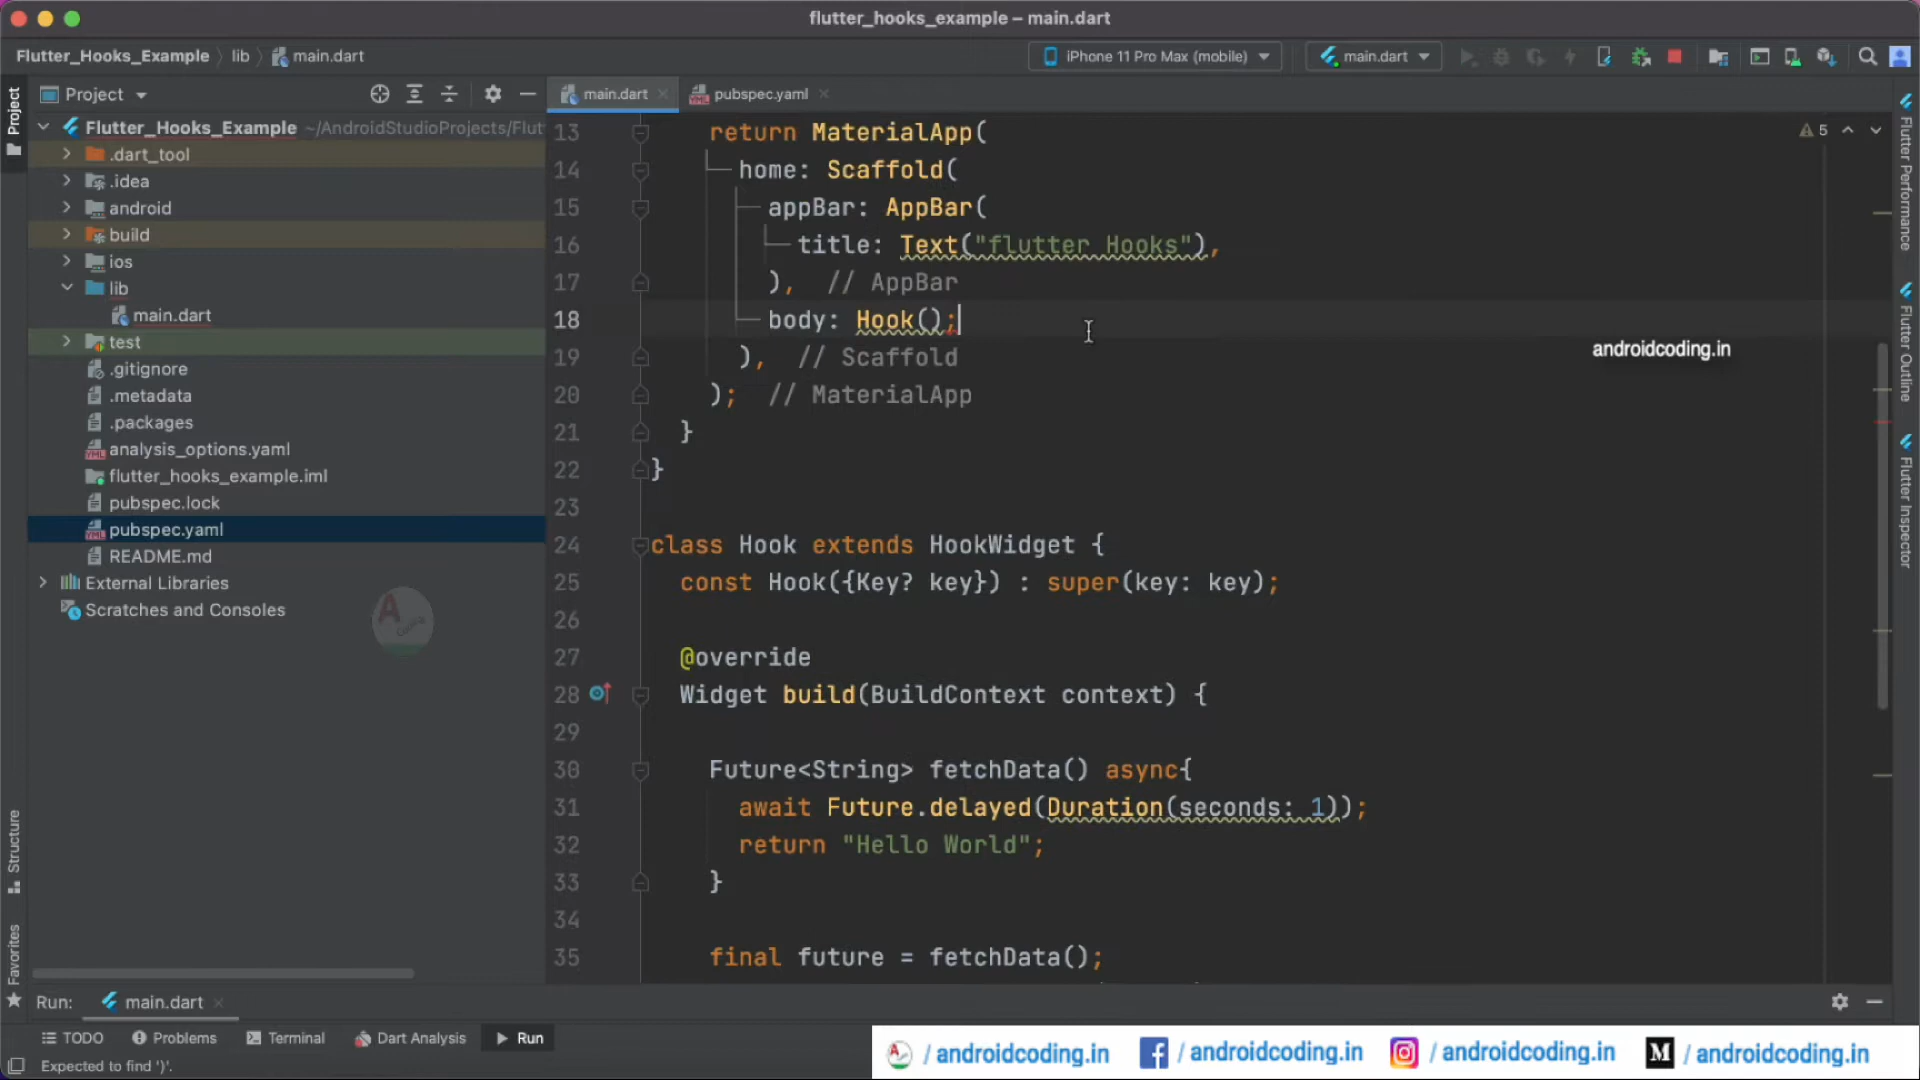 flutter_hooks_example – main.dart
Flutter_Hooks_Example lib main.dart
iPhone 11 Pro Max (mobile) main.dart
Project
Project
main.dart
pubspec.yaml
Flutter_Hooks_Example ~/AndroidStudioProjects/Flut
.dart_tool
.idea
android
build
ios
lib
main.dart
test
.gitignore
.metadata
.packages
analysis_options.yaml
flutter_hooks_example.iml
pubspec.lock
pubspec.yaml
README.md
External Libraries
Scratches and Consoles
5
13 return MaterialApp(
14 home: Scaffold(
15 appBar: AppBar(
16 title: Text("flutter Hooks"),
17 ), // AppBar
18 body: Hook();
19 ), // Scaffold
20 ); // MaterialApp
21 }
22 }
23
24 class Hook extends HookWidget {
25 const Hook({Key? key}) : super(key: key);
26
27 @override
28 Widget build(BuildContext context) {
29
30 Future<String> fetchData() async{
31 await Future.delayed(Duration(seconds: 1));
32 return "Hello World";
33 }
34
35 final future = fetchData();
androidcoding.in
Flutter Performance
Flutter Outline
Flutter Inspector
Structure
Favorites
Run: main.dart
TODO Problems Terminal Dart Analysis Run
Expected to find ')'.
/ androidcoding.in / androidcoding.in / androidcoding.in / androidcoding.in